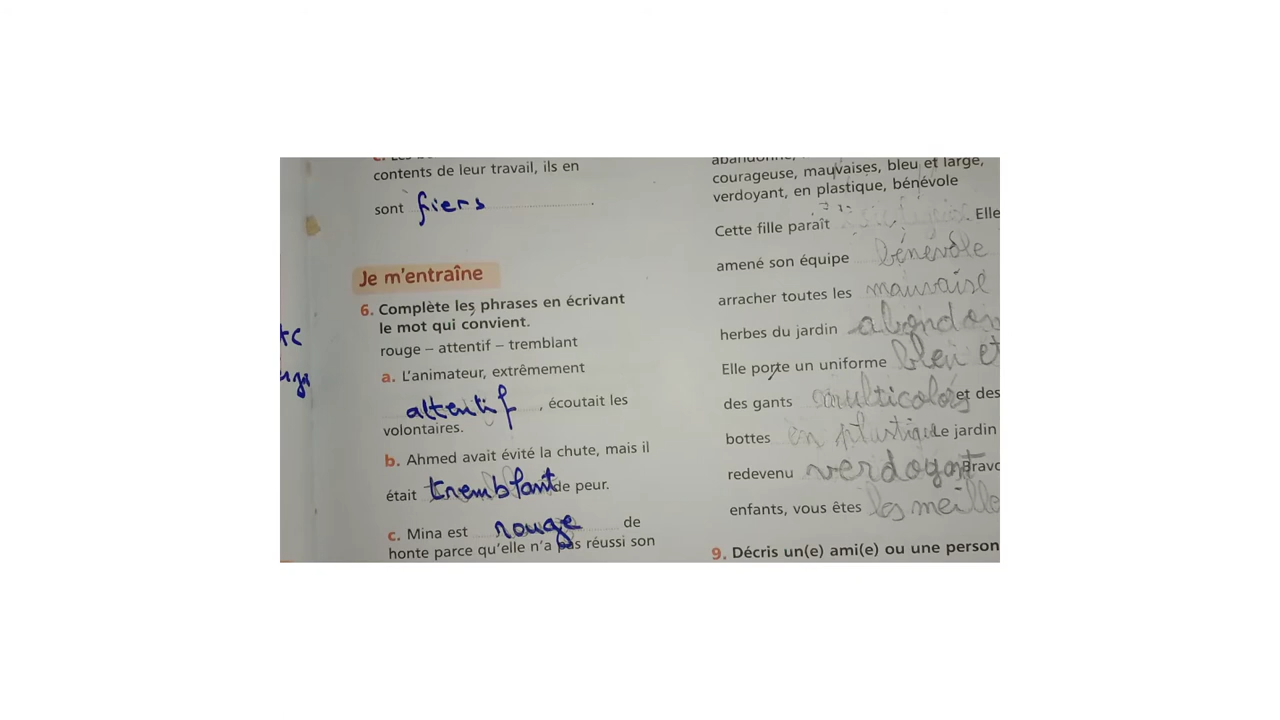 contents de leur travail, ils en
sont fiers
Je m'entraîne
6. Complète les phrases en écrivant
le mot qui convient.
rouge – attentif – tremblant
a. L'animateur, extrêmement
attentif, écoutait les
volontaires.
b. Ahmed avait évité la chute, mais il
était tremblant de peur.
c. Mina est rouge de
honte parce qu'elle n'a pas réussi son
courageuse, mauvaises, bleu et large,
verdoyant, en plastique, bénévole
Cette fille paraît . Elle
amené son équipe bénévole
arracher toutes les mauvaise
herbes du jardin
Elle porte un uniforme bleu et
des gants et des
bottes en plastique Le jardin
redevenu verdoyant Bravo
enfants, vous êtes les meille
9. Décris un(e) ami(e) ou une person